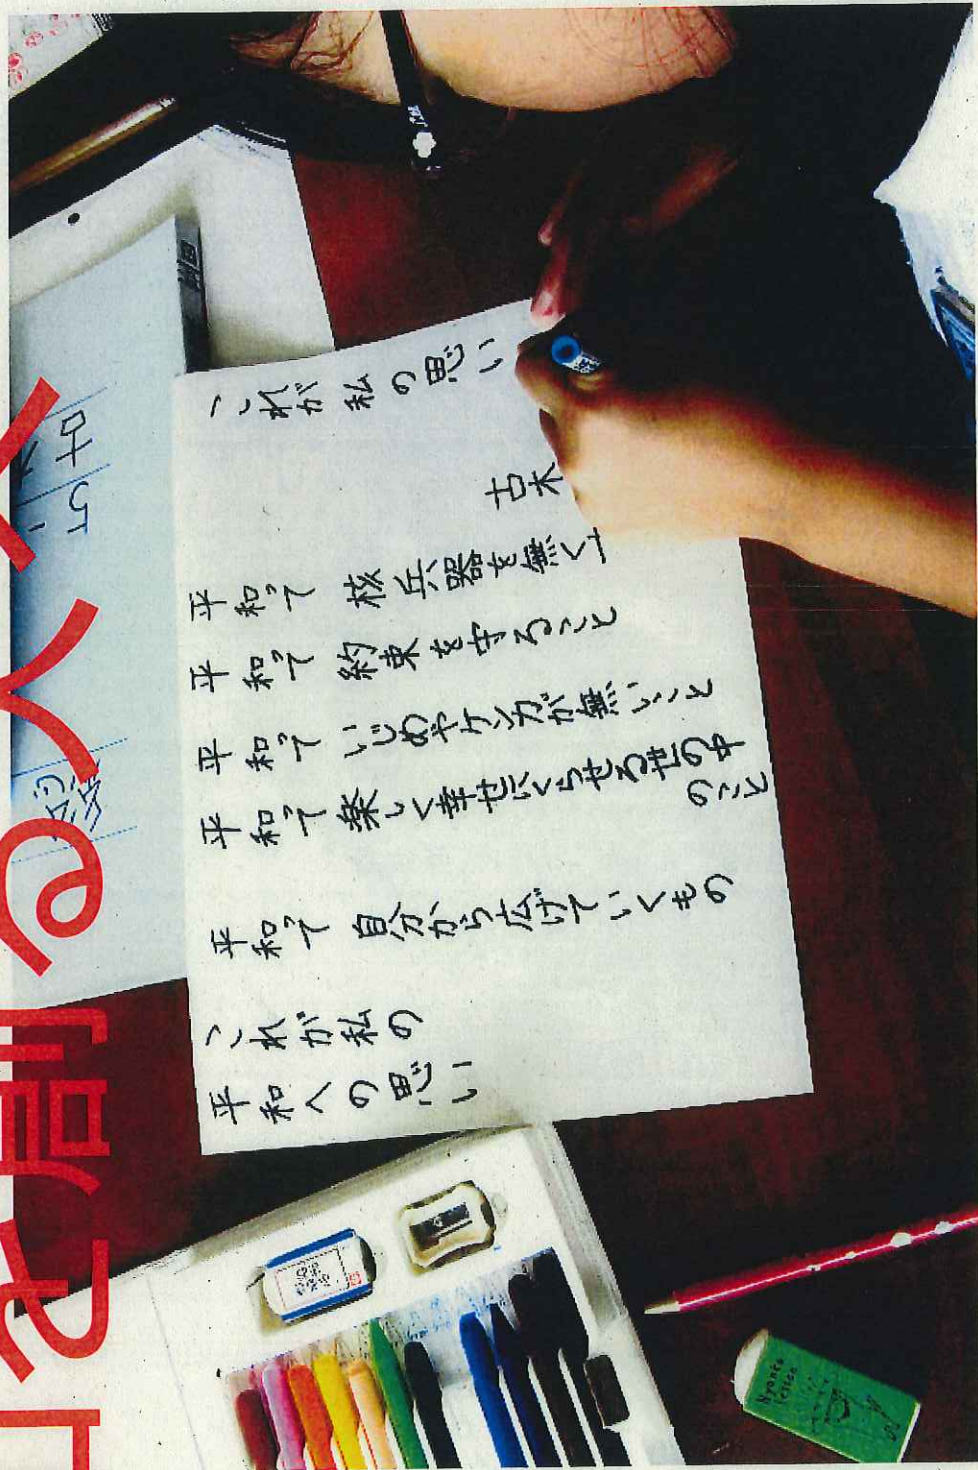 これが私の思い
古木
平和って 核兵器を無く
平和って 約束を守ること
平和って いじめやケンカが無いこと
平和って 楽しく幸せにくらせる世の中
のこと
平和って 自分から広げていくもの
これが私の
平和への思い